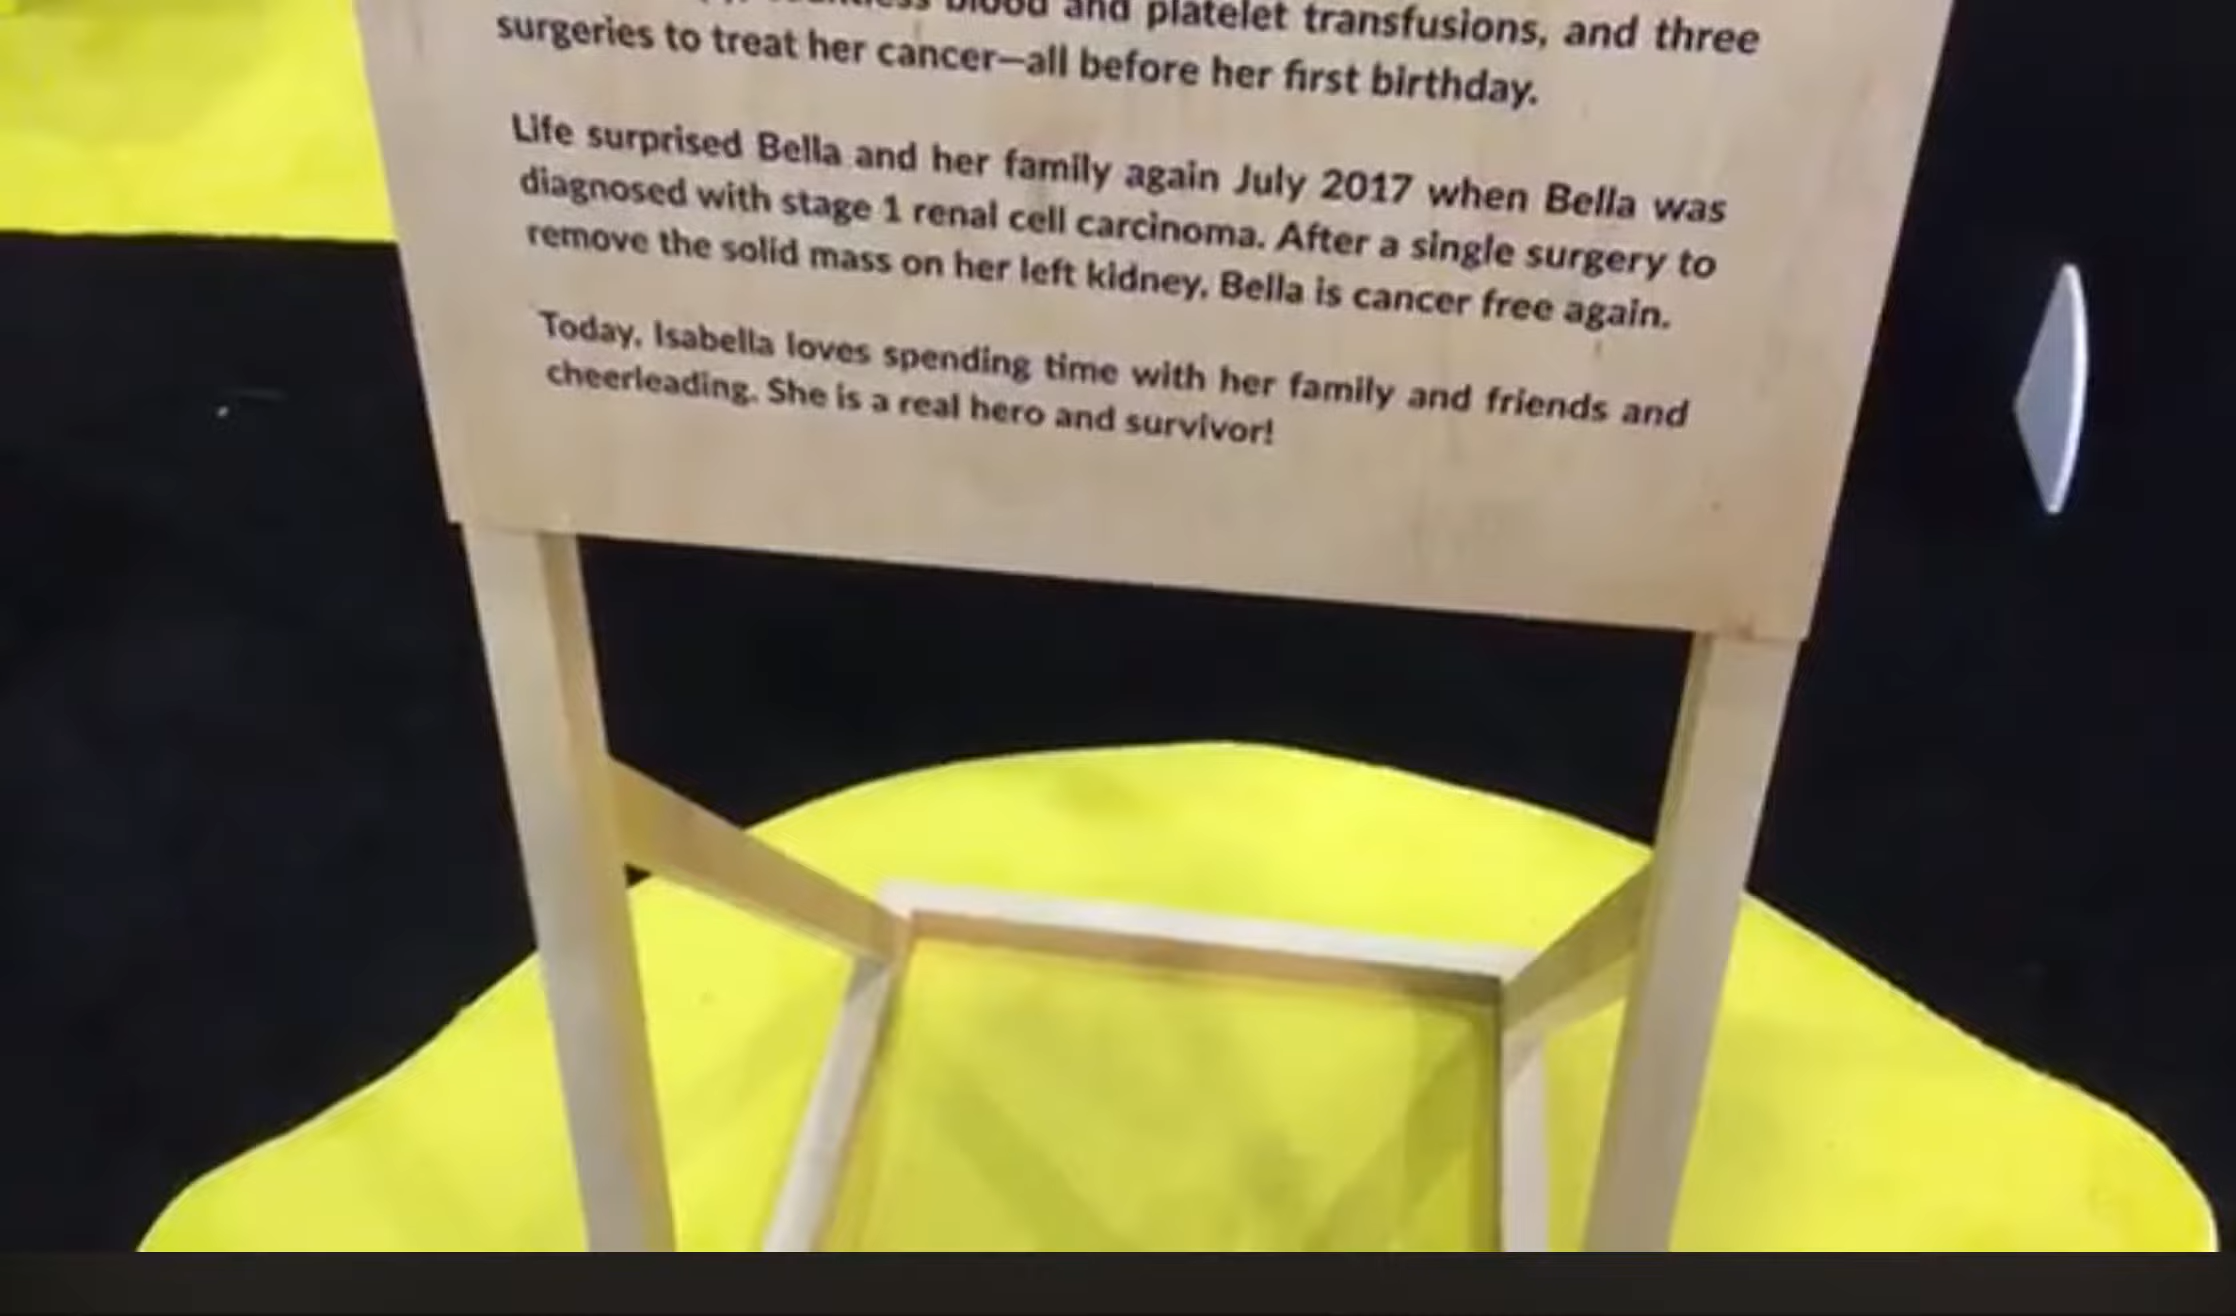 blood and platelet transfusions, and three
surgeries to treat her cancer—all before her first birthday.
Life surprised Bella and her family again July 2017 when Bella was
diagnosed with stage 1 renal cell carcinoma. After a single surgery to
remove the solid mass on her left kidney, Bella is cancer free again.
Today, Isabella loves spending time with her family and friends and
cheerleading. She is a real hero and survivor!